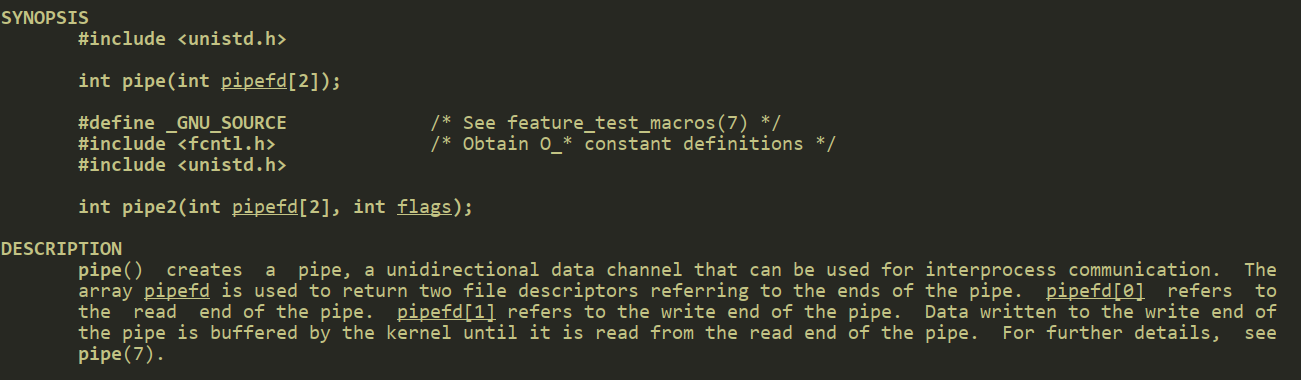 SYNOPSIS
#include <unistd.h>
int pipe(int pipefd[2]);
#define _GNU_SOURCE /* See feature_test_macros(7) */
#include <fcntl.h> /* Obtain O_* constant definitions */
#include <unistd.h>
int pipe2(int pipefd[2], int flags);
DESCRIPTION
pipe() creates a pipe, a unidirectional data channel that can be used for interprocess communication. The
array pipefd is used to return two file descriptors referring to the ends of the pipe. pipefd[0] refers to
the read end of the pipe. pipefd[1] refers to the write end of the pipe. Data written to the write end of
the pipe is buffered by the kernel until it is read from the read end of the pipe. For further details, see
pipe(7).